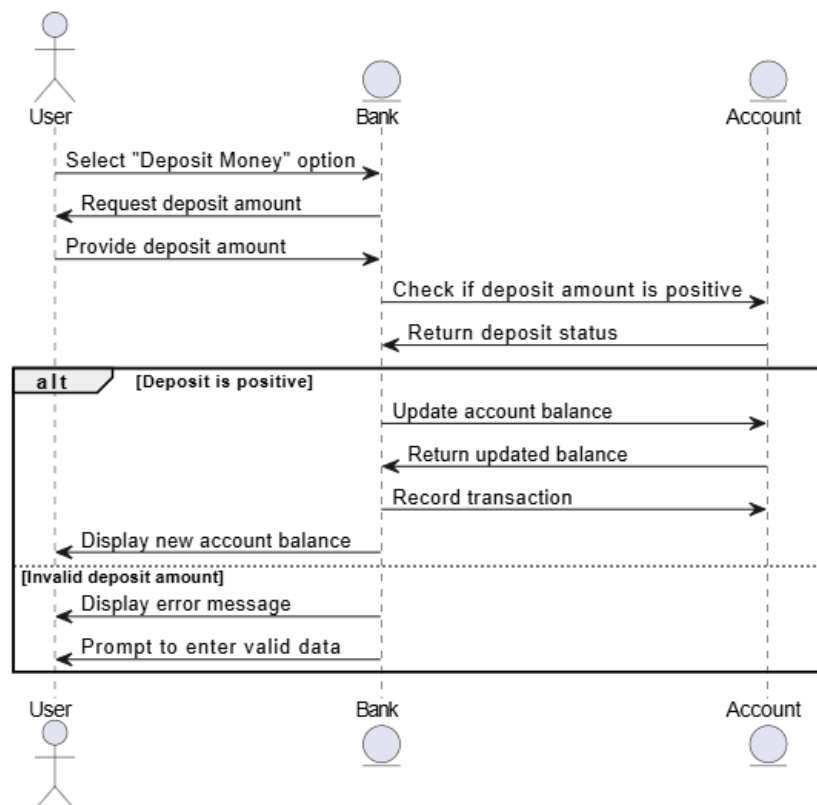 User
Bank
Account
Select "Deposit Money" option
Request deposit amount
Provide deposit amount
Check if deposit amount is positive
Return deposit status
alt
[Deposit is positive]
Update account balance
Return updated balance
Record transaction
Display new account balance
[Invalid deposit amount]
Display error message
Prompt to enter valid data
User
Bank
Account